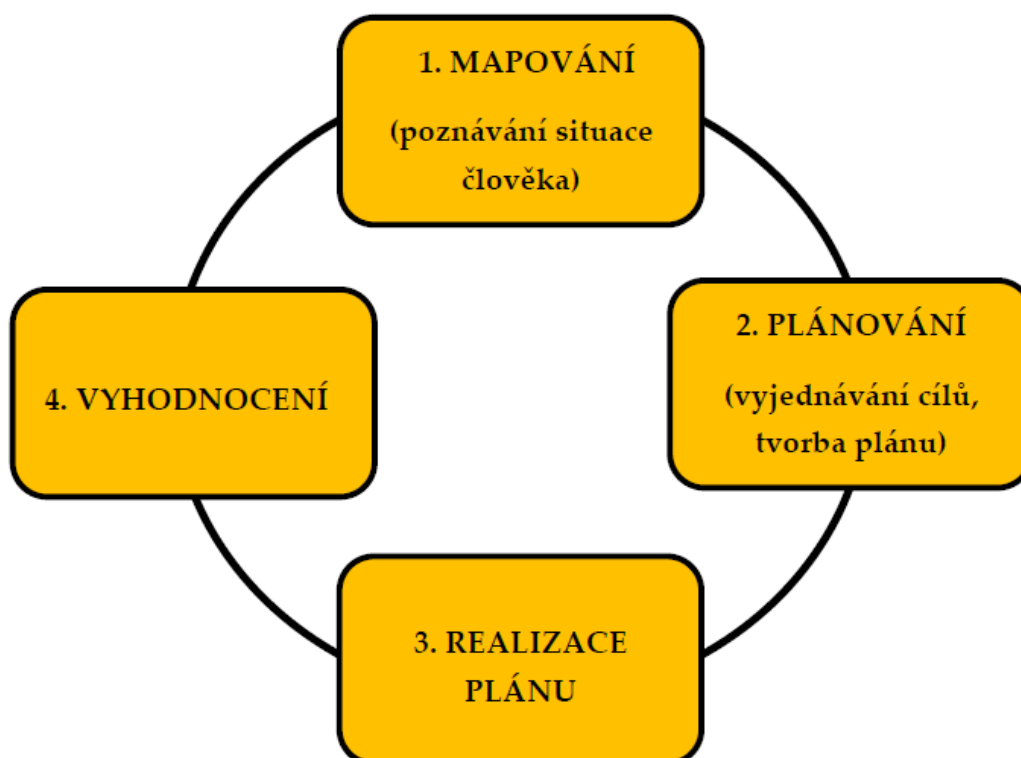 1. MAPOVÁNÍ
(poznávání situace
člověka)
2. PLÁNOVÁNÍ
(vyjednávání cílů,
tvorba plánu)
3. REALIZACE
PLÁNU
4. VYHODNOCENÍ